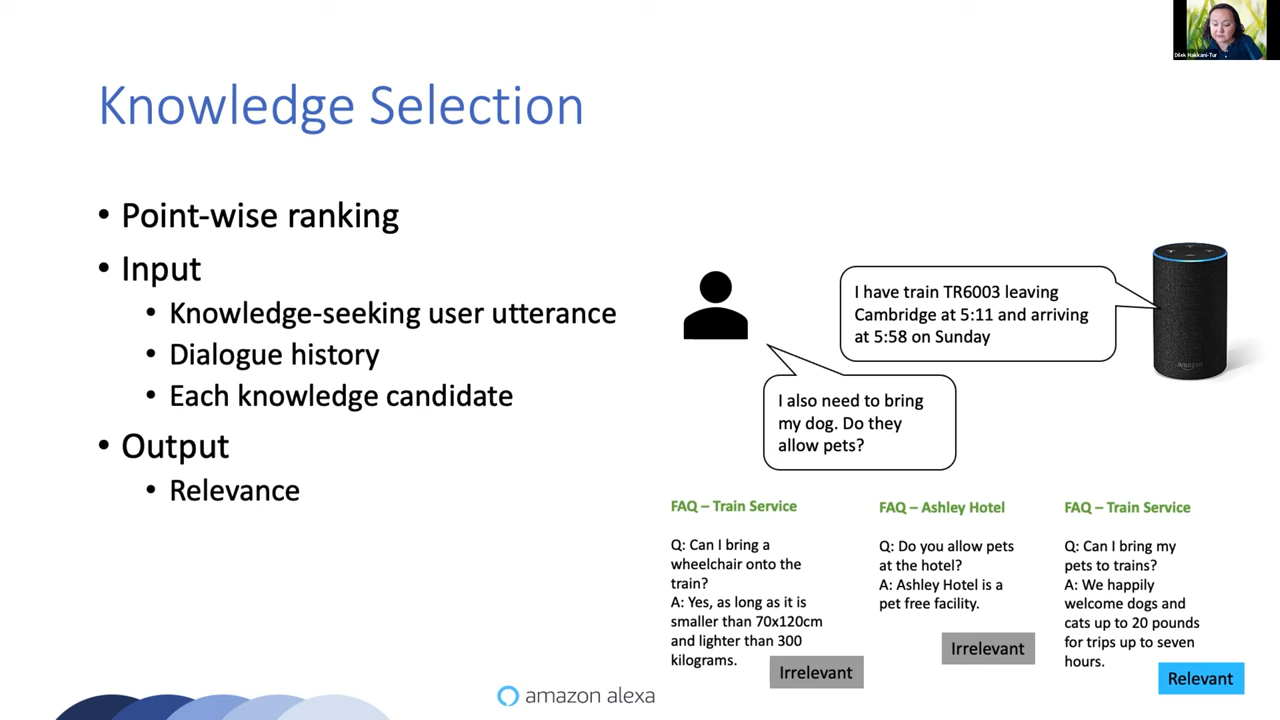 Dilek Hakkani-Tur
Knowledge Selection
• Point-wise ranking
• Input
• Knowledge-seeking user utterance
• Dialogue history
• Each knowledge candidate
• Output
• Relevance
I have train TR6003 leaving
Cambridge at 5:11 and arriving
at 5:58 on Sunday
amazon
I also need to bring
my dog. Do they
allow pets?
FAQ – Train Service
Q: Can I bring a
wheelchair onto the
train?
A: Yes, as long as it is
smaller than 70x120cm
and lighter than 300
kilograms.
Irrelevant
FAQ – Ashley Hotel
Q: Do you allow pets
at the hotel?
A: Ashley Hotel is a
pet free facility.
Irrelevant
FAQ – Train Service
Q: Can I bring my
pets to trains?
A: We happily
welcome dogs and
cats up to 20 pounds
for trips up to seven
hours.
Relevant
amazon alexa